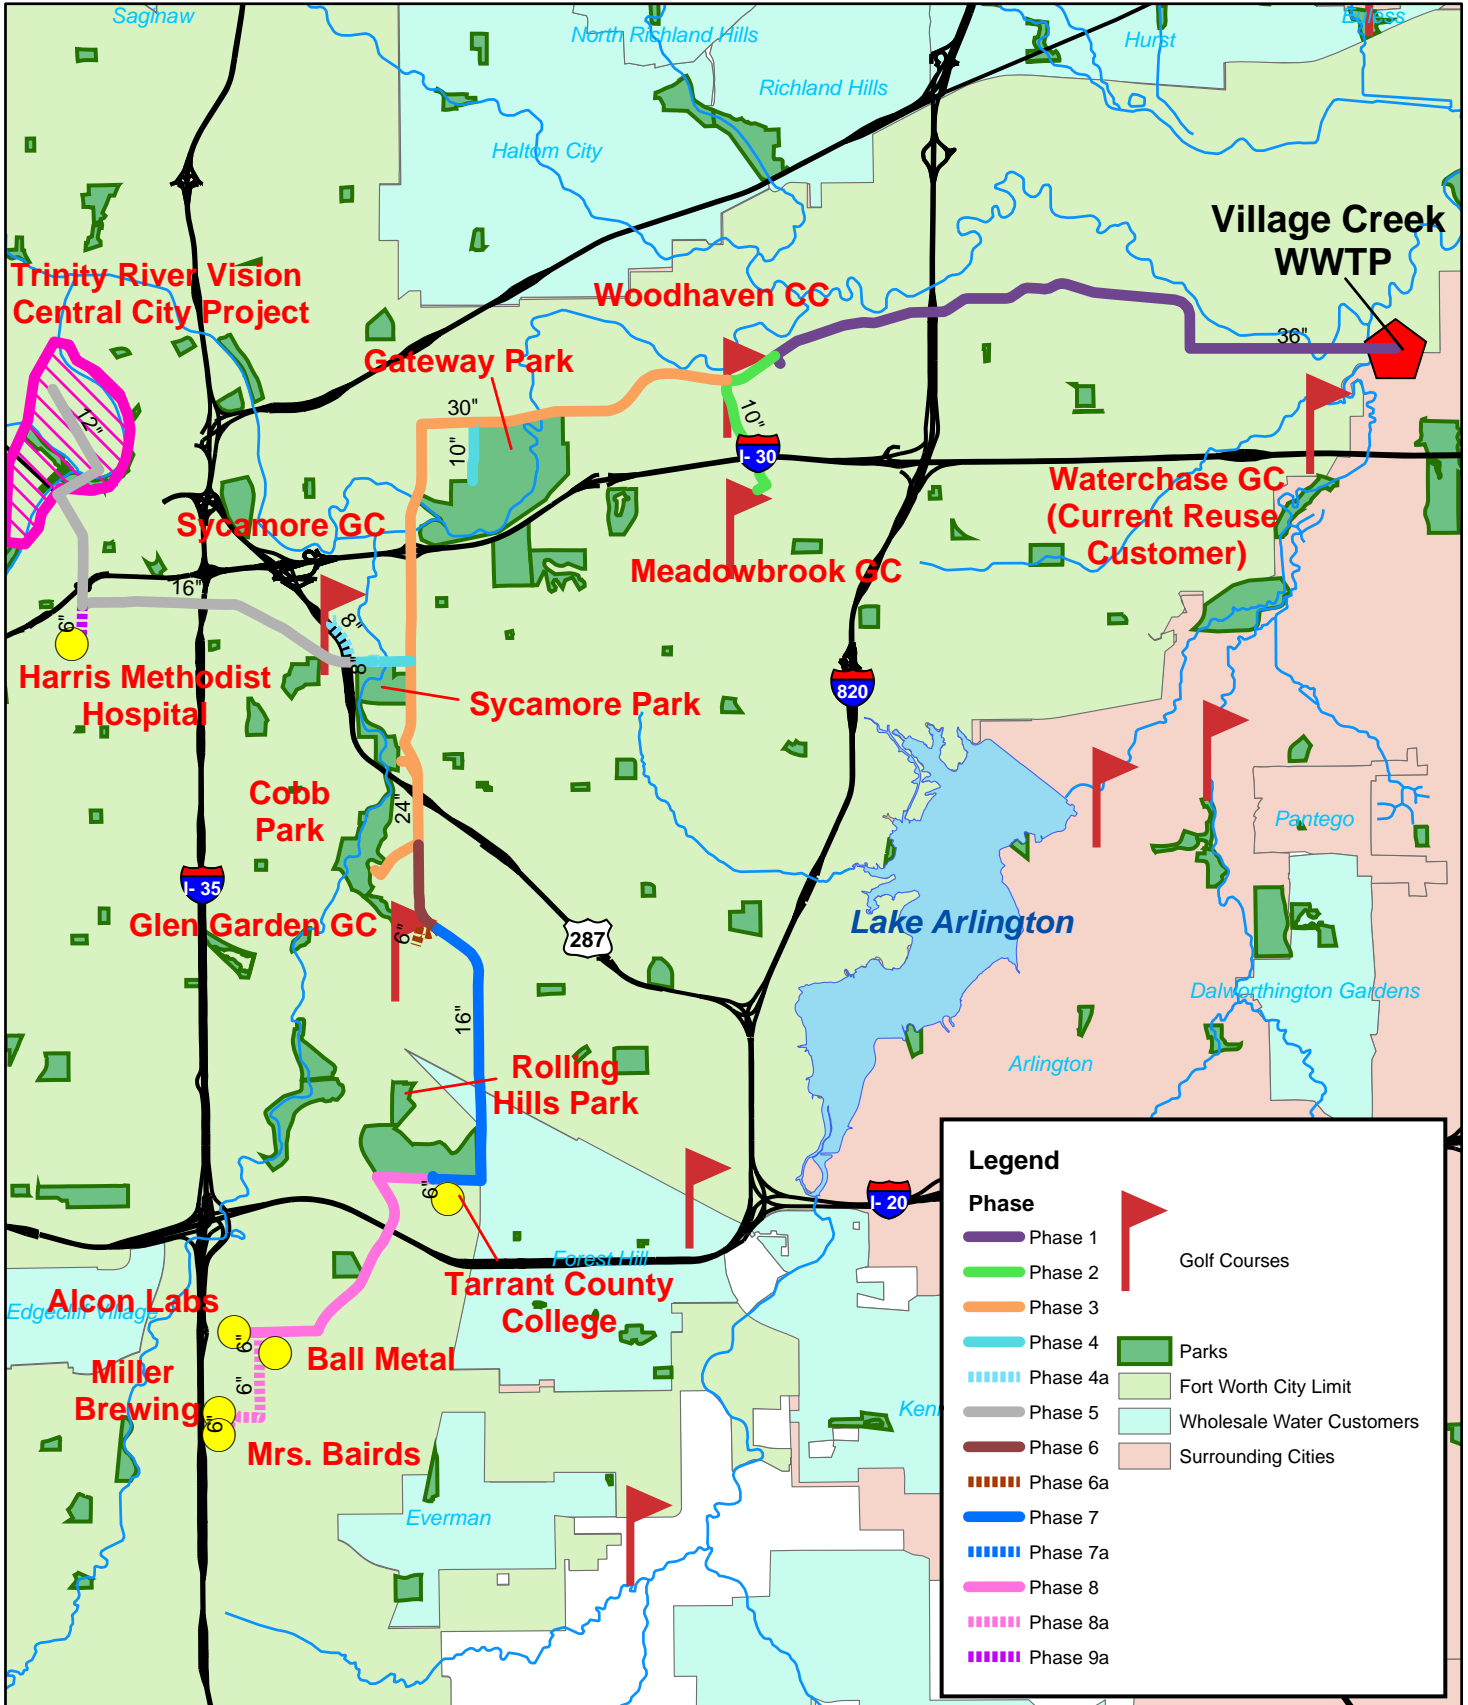 Saginaw
North Richland Hills
Hurst
Euless
Richland Hills
Haltom City
Village Creek
WWTP
Trinity River Vision
Central City Project
Woodhaven CC
36"
Gateway Park
30"
12"
10"
10"
I- 30
Waterchase GC
(Current Reuse
Customer)
Sycamore GC
Meadowbrook GC
16"
8"
6"
8"
Harris Methodist
Hospital
Sycamore Park
820
Cobb
Park
24"
Pantego
I- 35
Glen Garden GC
6"
287
Lake Arlington
Dalworthington Gardens
16"
Rolling
Hills Park
Arlington
6"
I- 20
Forest Hill
Tarrant County
College
Edgecliff Village
Alcon Labs
6"
Ball Metal
Miller
Brewing
6"
6"
Mrs. Bairds
Everman
Legend
Phase
Phase 1
Phase 2
Phase 3
Phase 4
Phase 4a
Phase 5
Phase 6
Phase 6a
Phase 7
Phase 7a
Phase 8
Phase 8a
Phase 9a
Golf Courses
Parks
Fort Worth City Limit
Wholesale Water Customers
Surrounding Cities